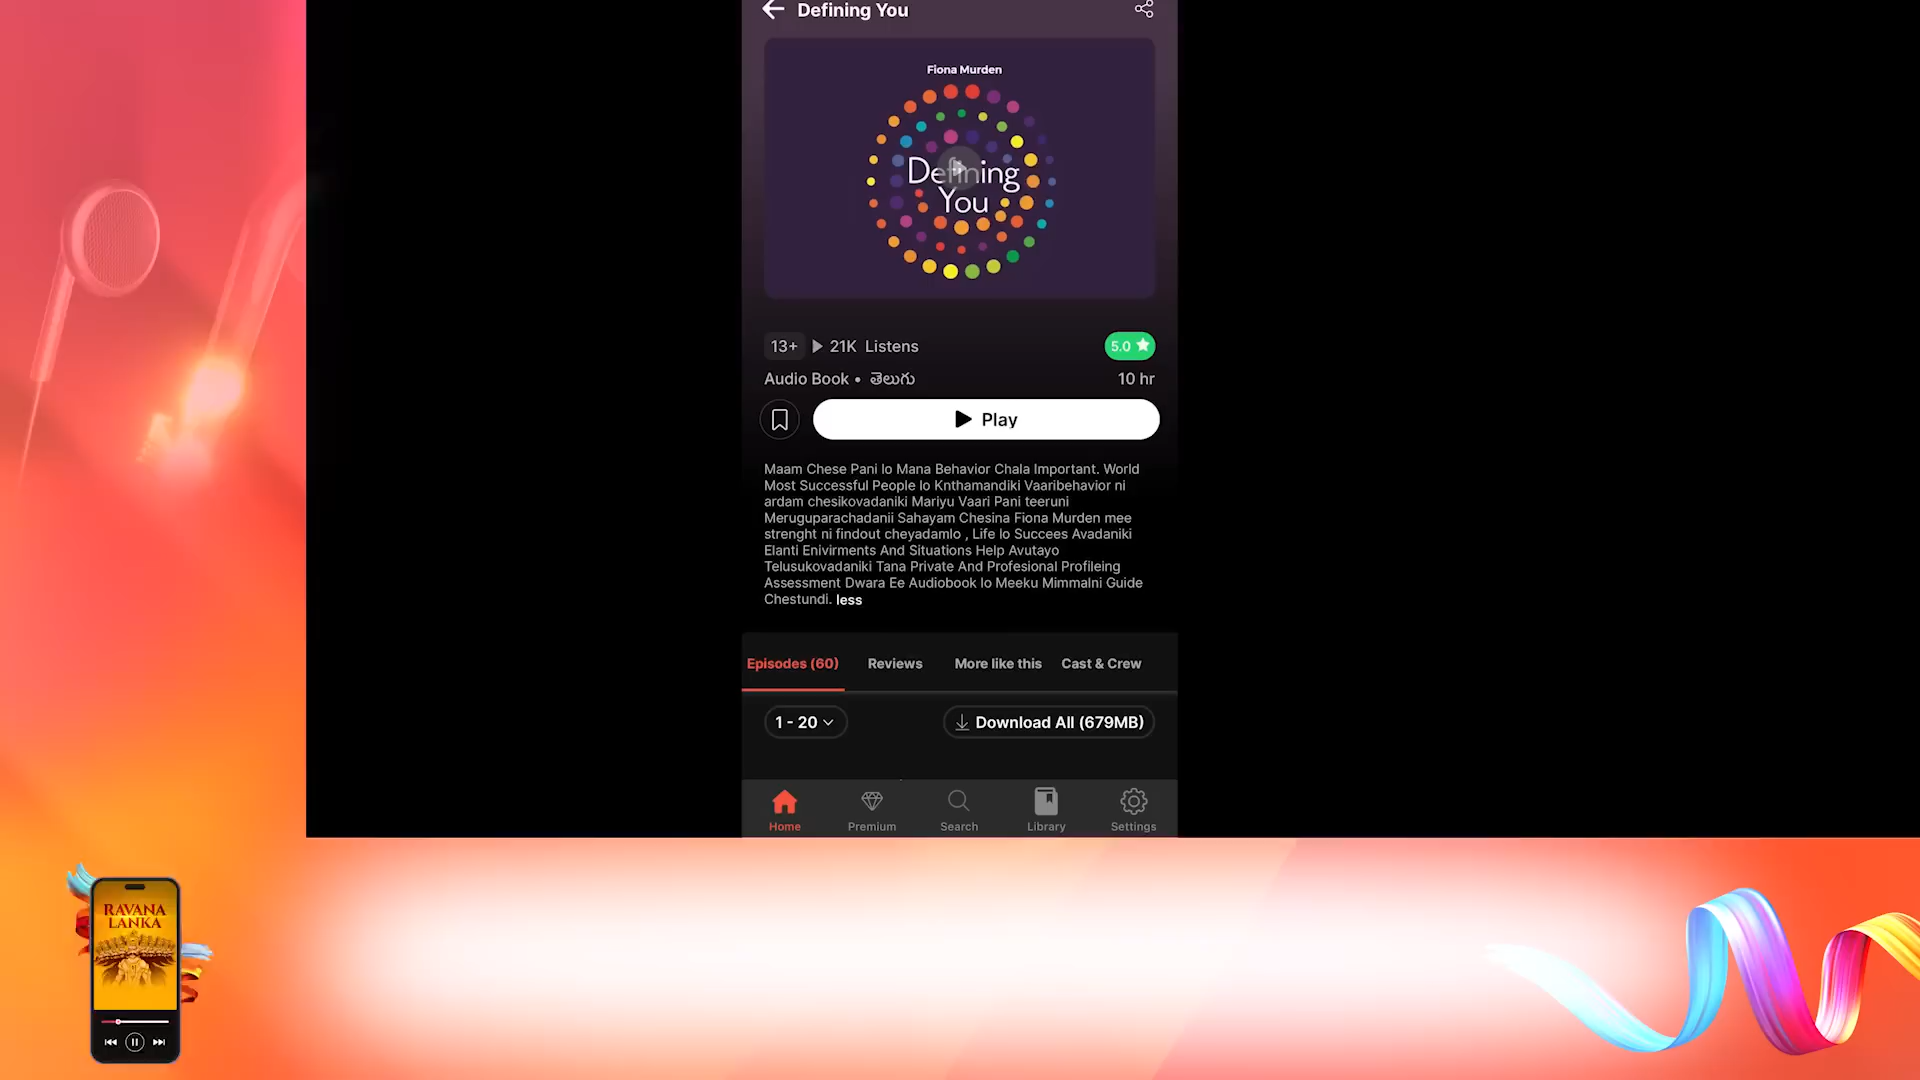 Defining You
Fiona Murden
Defining
You
13+ 21K Listens
5.0
Audio Book • తెలుగు
10 hr
Play
Maam Chese Pani lo Mana Behavior Chala Important. World
Most Successful People lo Knthamandiki Vaaribehavior ni
ardam chesikovadaniki Mariyu Vaari Pani teeruni
Meruguparachadanii Sahayam Chesina Fiona Murden mee
strenght ni findout cheyadamlo , Life lo Succees Avadaniki
Elanti Enivirments And Situations Help Avutayo
Telusukovadaniki Tana Private And Profesional Profileing
Assessment Dwara Ee Audiobook lo Meeku Mimmalni Guide
Chestundi. less
Episodes (60) Reviews More like this Cast & Crew
1 - 20
Download All (679MB)
Home Premium Search Library Settings
RAVANA
LANKA